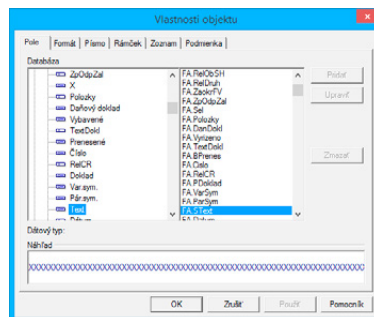 Vlastnosti objektu
Pole Formát Písmo Rámček Zoznam Podmienka
Databáza
ZpOdpZal
X
Polozky
Daňový doklad
Vybavené
TextDokl
Prenesené
Číslo
RelCR
Doklad
Var.sym.
Pár.sym.
Text
Dátum
FA.RelObSH
FA.RelDruh
FA.ZaokrFV
FA.ZpOdpZal
FA.Sel
FA.Polozky
FA.DanDokl
FA.Vyrizeno
FA.TextDokl
FA.BPrenes
FA.Cislo
FA.RelCR
FA.PDoklad
FA.VarSym
FA.ParSym
FA.SText
FA.Datum
Pridať
Upraviť
Zmazať
Dátový typ:
Náhľad
OK Zrušiť Použiť Pomocník